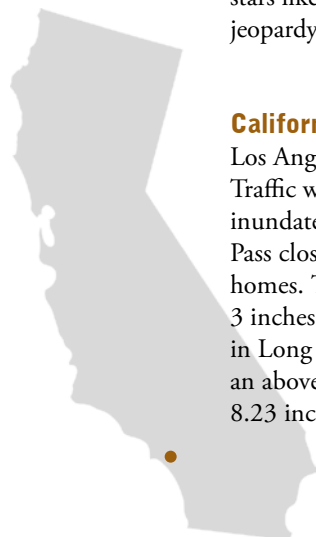 stars like
jeopardy
Californ
Los Ang
Traffic w
inundate
Pass clos
homes. T
3 inches
in Long
an above
8.23 inc